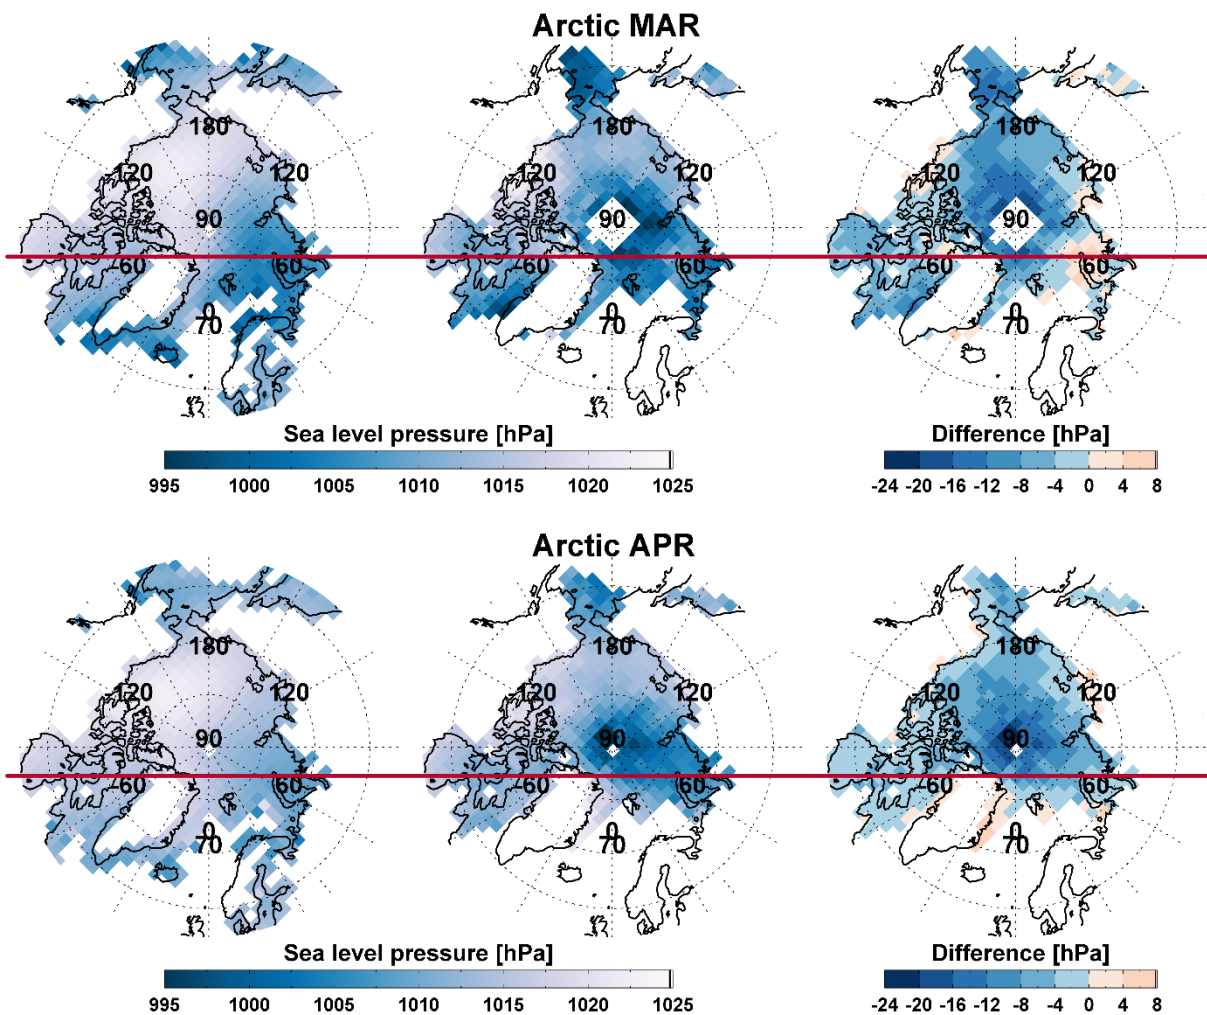 Arctic MAR
180 180 180
-120 120 -120 120 -120 120
90 90 90
-60 60 -60 60 -60 60
0 0 0
70 70 70
Sea level pressure [hPa] Difference [hPa]
995 1000 1005 1010 1015 1020 1025 -24 -20 -16 -12 -8 -4 0 4 8
Arctic APR
180 180 180
-120 120 -120 120 -120 120
90 90 90
-60 60 -60 60 -60 60
0 0 0
70 70 70
Sea level pressure [hPa] Difference [hPa]
995 1000 1005 1010 1015 1020 1025 -24 -20 -16 -12 -8 -4 0 4 8